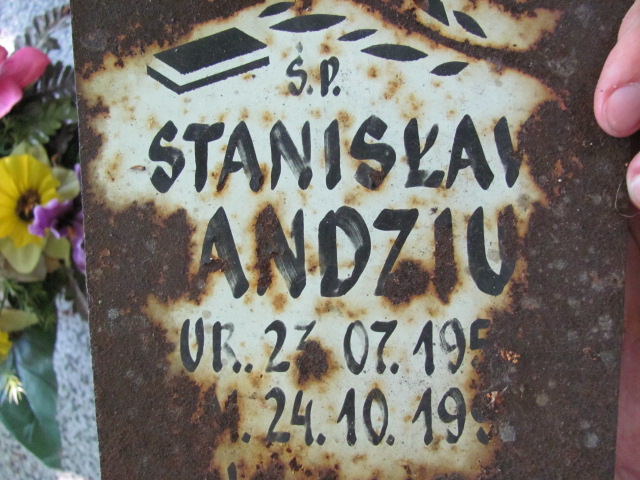 Ś.P.
STANISŁAW
ANDZIU
UR. 23 07. 195
24.10.199